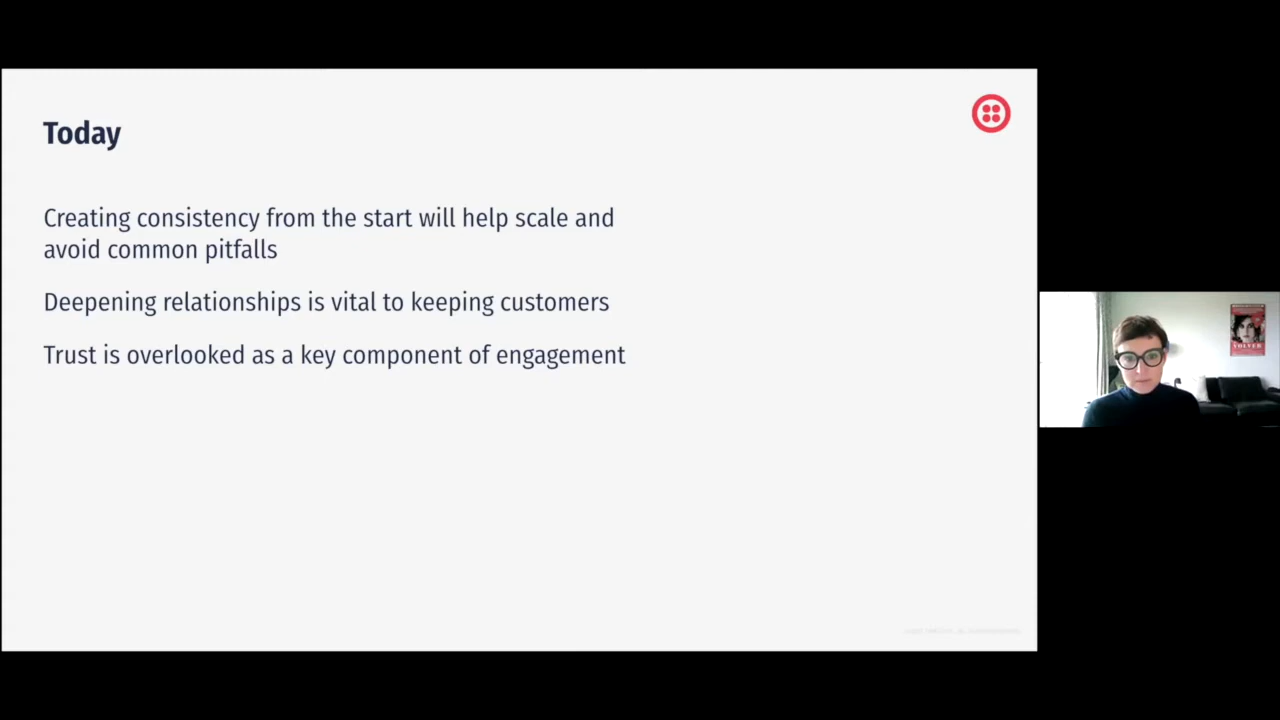 Today
Creating consistency from the start will help scale and
avoid common pitfalls
Deepening relationships is vital to keeping customers
Trust is overlooked as a key component of engagement
VOLVER